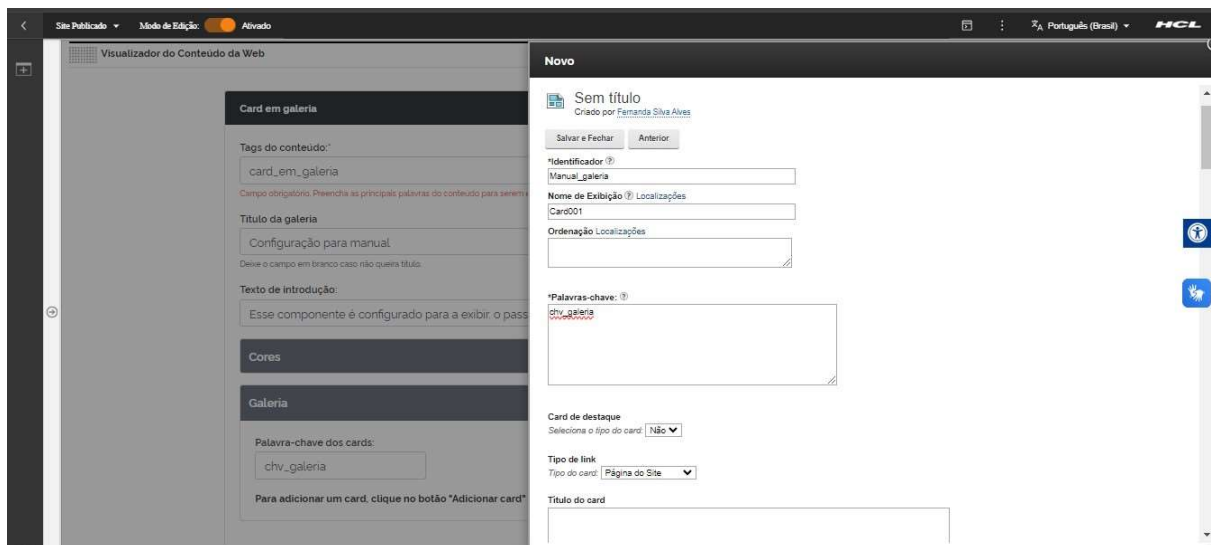 Site Publicado Modo de Edição: Ativado Português (Brasil) HCL
Visualizador do Conteúdo da Web
Card em galeria
Tags do conteúdo:*
card_em_galeria
Campo obrigatório. Preencha as principais palavras do conteúdo para serem
Título da galeria
Configuração para manual
Deixe o campo em branco caso não queira título.
Texto de introdução:
Esse componente é configurado para a exibir. o pass
Cores
Galeria
Palavra-chave dos cards:
chv_galeria
Para adicionar um card, clique no botão "Adicionar card"
Novo
Sem título
Criado por Fernanda Silva Alves
Salvar e Fechar Anterior
*Identificador
Manual_galeria
Nome de Exibição Localizações
Card001
Ordenação Localizações
*Palavras-chave:
chv_galeria
Card de destaque
Seleciona o tipo do card: Não
Tipo de link
Tipo do card: Página do Site
Título do card